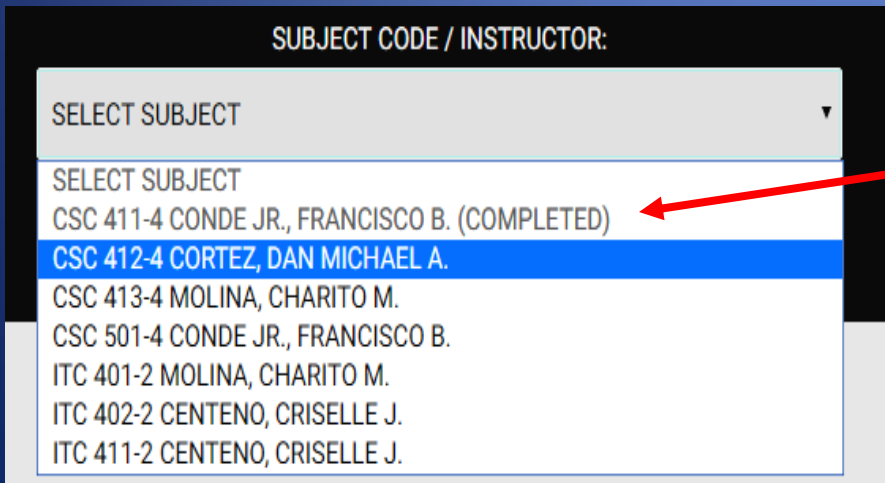 SUBJECT CODE / INSTRUCTOR:
SELECT SUBJECT
SELECT SUBJECT
CSC 411-4 CONDE JR., FRANCISCO B. (COMPLETED)
CSC 412-4 CORTEZ, DAN MICHAEL A.
CSC 413-4 MOLINA, CHARITO M.
CSC 501-4 CONDE JR., FRANCISCO B.
ITC 401-2 MOLINA, CHARITO M.
ITC 402-2 CENTENO, CRISELLE J.
ITC 411-2 CENTENO, CRISELLE J.